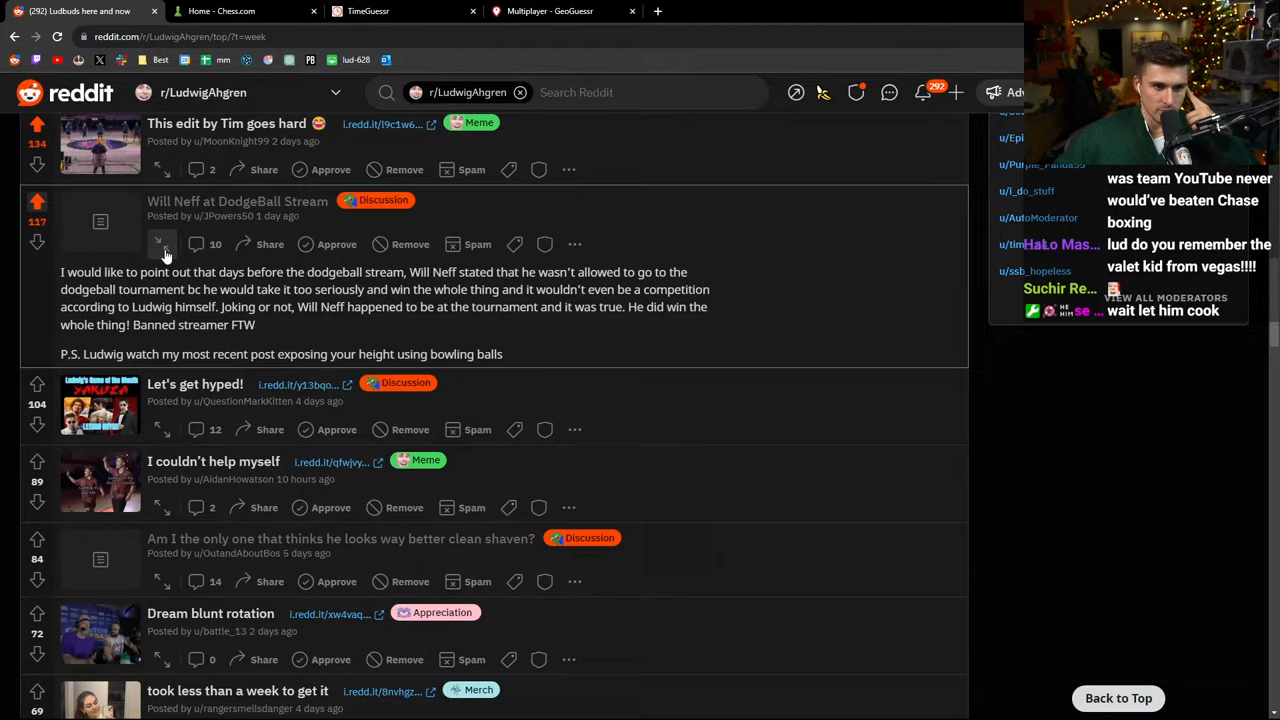 (292) Ludbuds here and now
Home - Chess.com
TimeGuessr
Multiplayer - GeoGuessr
reddit.com/r/LudwigAhgren/top/?t=week
Best
mm
PB
lud-628
reddit
r/LudwigAhgren
r/LudwigAhgren
Search Reddit
292
Adv
134
This edit by Tim goes hard 😅 i.redd.it/l9c1w6... Meme
Posted by u/MoonKnight99 2 days ago
2 Share Approve Remove Spam
117
Will Neff at DodgeBall Stream Discussion
Posted by u/JPowers50 1 day ago
10 Share Approve Remove Spam
I would like to point out that days before the dodgeball stream, Will Neff stated that he wasn't allowed to go to the
dodgeball tournament bc he would take it too seriously and win the whole thing and it wouldn't even be a competition
according to Ludwig himself. Joking or not, Will Neff happened to be at the tournament and it was true. He did win the
whole thing! Banned streamer FTW
P.S. Ludwig watch my most recent post exposing your height using bowling balls
104
Let's get hyped! i.redd.it/y13bqo... Discussion
Posted by u/QuestionMarkKitten 4 days ago
12 Share Approve Remove Spam
YAKUZA
89
I couldn't help myself i.redd.it/qfwjvy... Meme
Posted by u/AidanHowatson 10 hours ago
2 Share Approve Remove Spam
84
Am I the only one that thinks he looks way better clean shaven? Discussion
Posted by u/OutandAboutBos 5 days ago
14 Share Approve Remove Spam
72
Dream blunt rotation i.redd.it/xw4vaq... Appreciation
Posted by u/battle_13 2 days ago
0 Share Approve Remove Spam
69
took less than a week to get it i.redd.it/8nvhgz... Merch
Posted by u/rangersmellsdanger 4 days ago
u/Epi
u/i_do_stuff
u/AutoModerator
u/tim
u/ssb_hopeless
VIEW ALL MODERATORS
was team YouTube never
would've beaten Chase
boxing
HaLo Mas... lud do you remember the
valet kid from vegas!!!!
Suchir Re...
HE HIM se ... wait let him cook
Back to Top